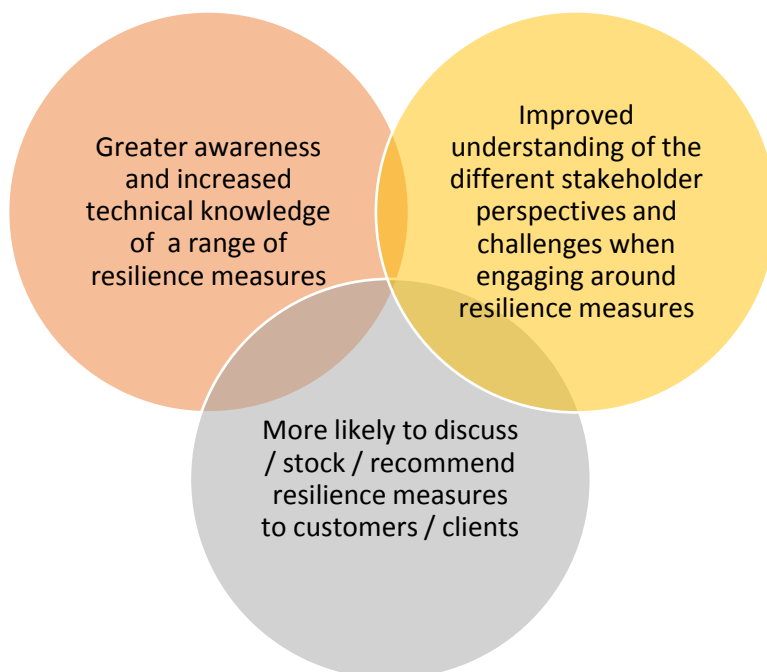 Greater awareness
and increased
technical knowledge
of a range of
resilience measures
Improved
understanding of the
different stakeholder
perspectives and
challenges when
engaging around
resilience measures
More likely to discuss
/ stock / recommend
resilience measures
to customers / clients